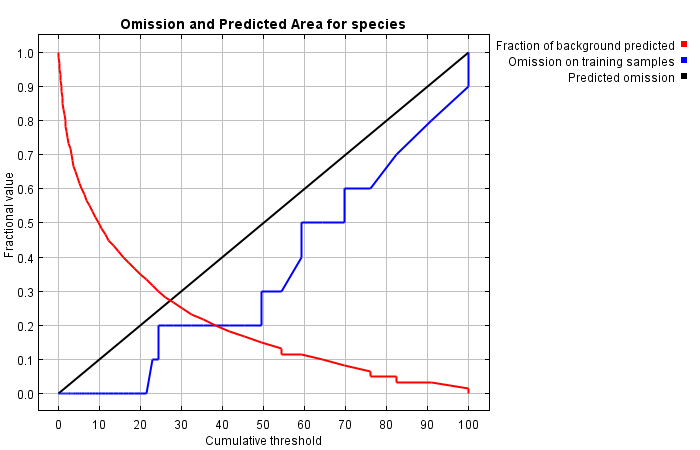 Omission and Predicted Area for species
Fraction of background predicted
Omission on training samples
Predicted omission
Fractional value
1.0
0.9
0.8
0.7
0.6
0.5
0.4
0.3
0.2
0.1
0.0
0 10 20 30 40 50 60 70 80 90 100
Cumulative threshold